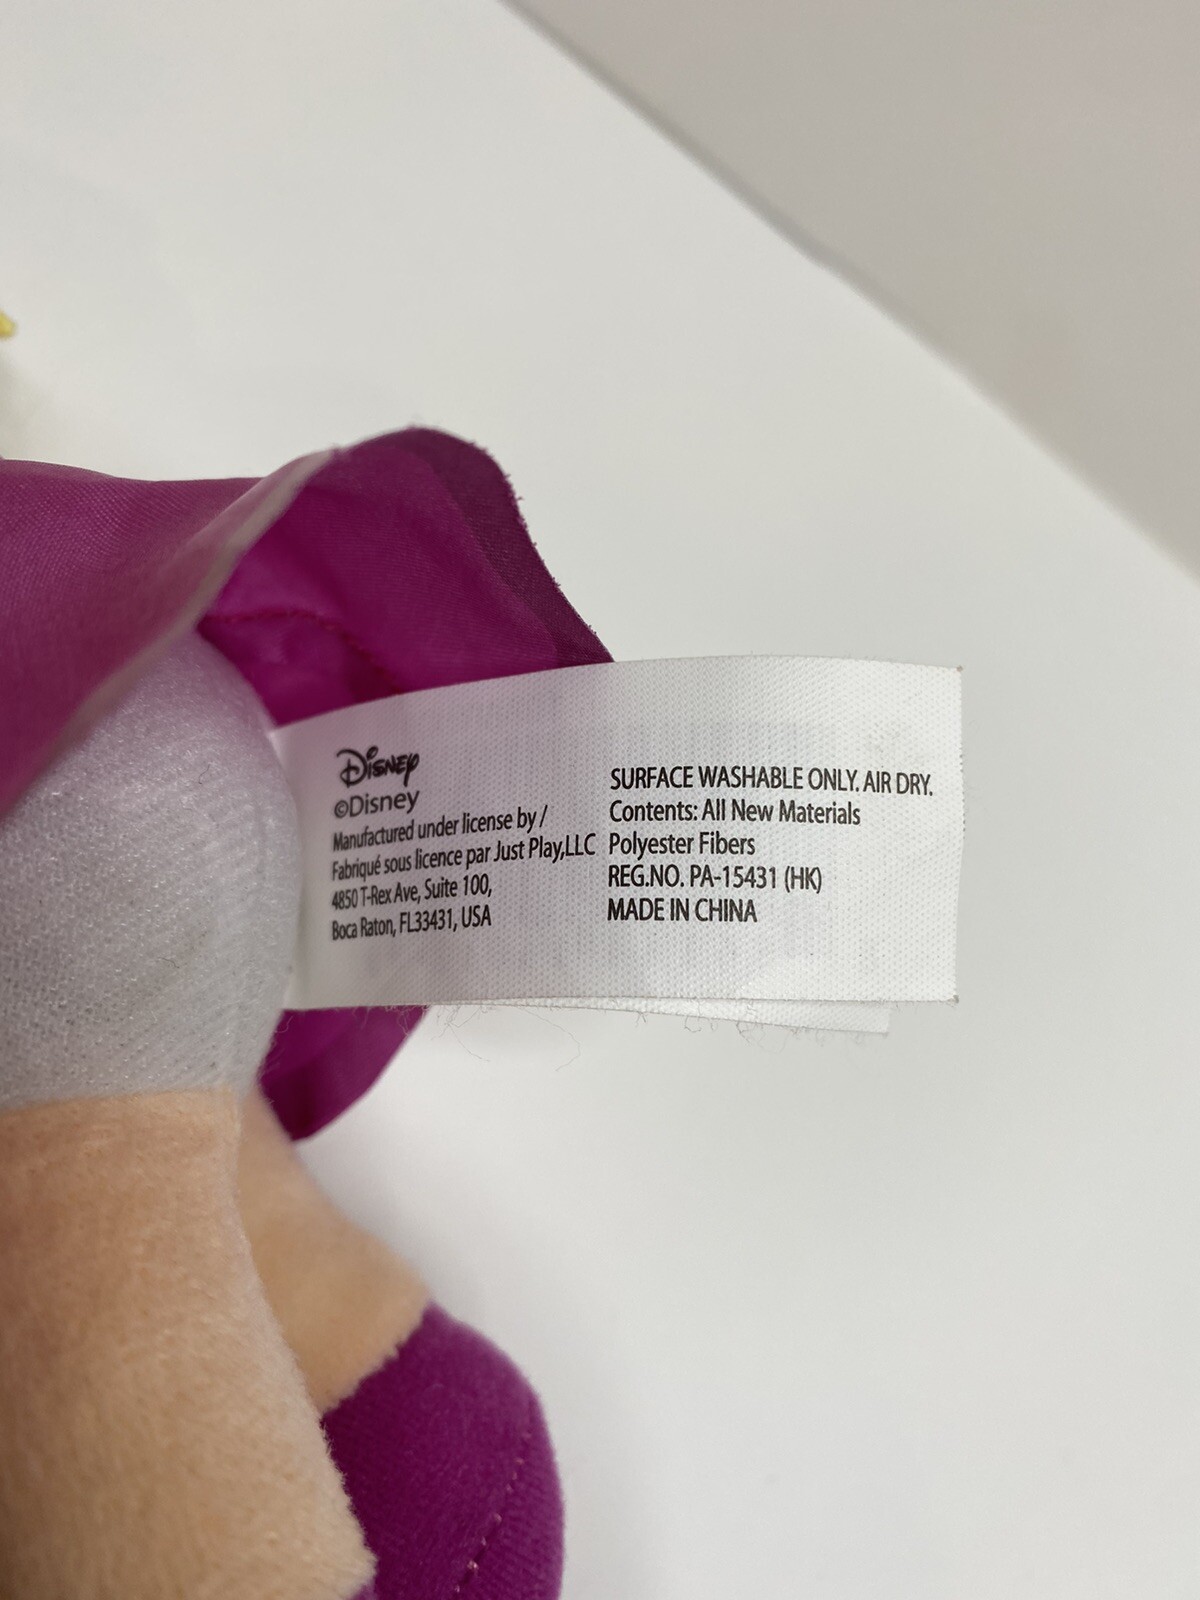 Disney
©Disney
Manufactured under license by /
Fabriqué sous licence par Just Play,LLC
4850 T-Rex Ave, Suite 100,
Boca Raton, FL33431, USA
SURFACE WASHABLE ONLY. AIR DRY.
Contents: All New Materials
Polyester Fibers
REG.NO. PA-15431 (HK)
MADE IN CHINA